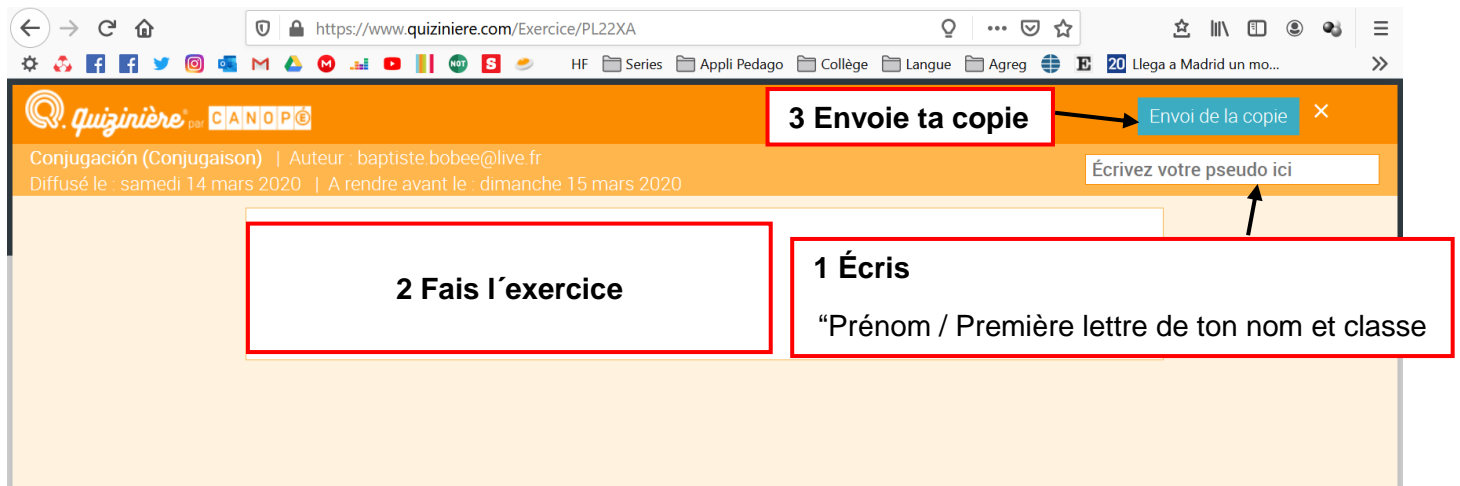 https://www.quiziniere.com/Exercice/PL22XA
HF Series Appli Pedago Collège Langue Agreg E 20 Llega a Madrid un mo...
Q. Quizinière par CANOPÉ
3 Envoie ta copie
Envoi de la copie
Conjugación (Conjugaison) | Auteur : baptiste.bobee@live.fr
Écrivez votre pseudo ici
Diffusé le : samedi 14 mars 2020 | A rendre avant le : dimanche 15 mars 2020
2 Fais l´exercice
1 Écris
“Prénom / Première lettre de ton nom et classe